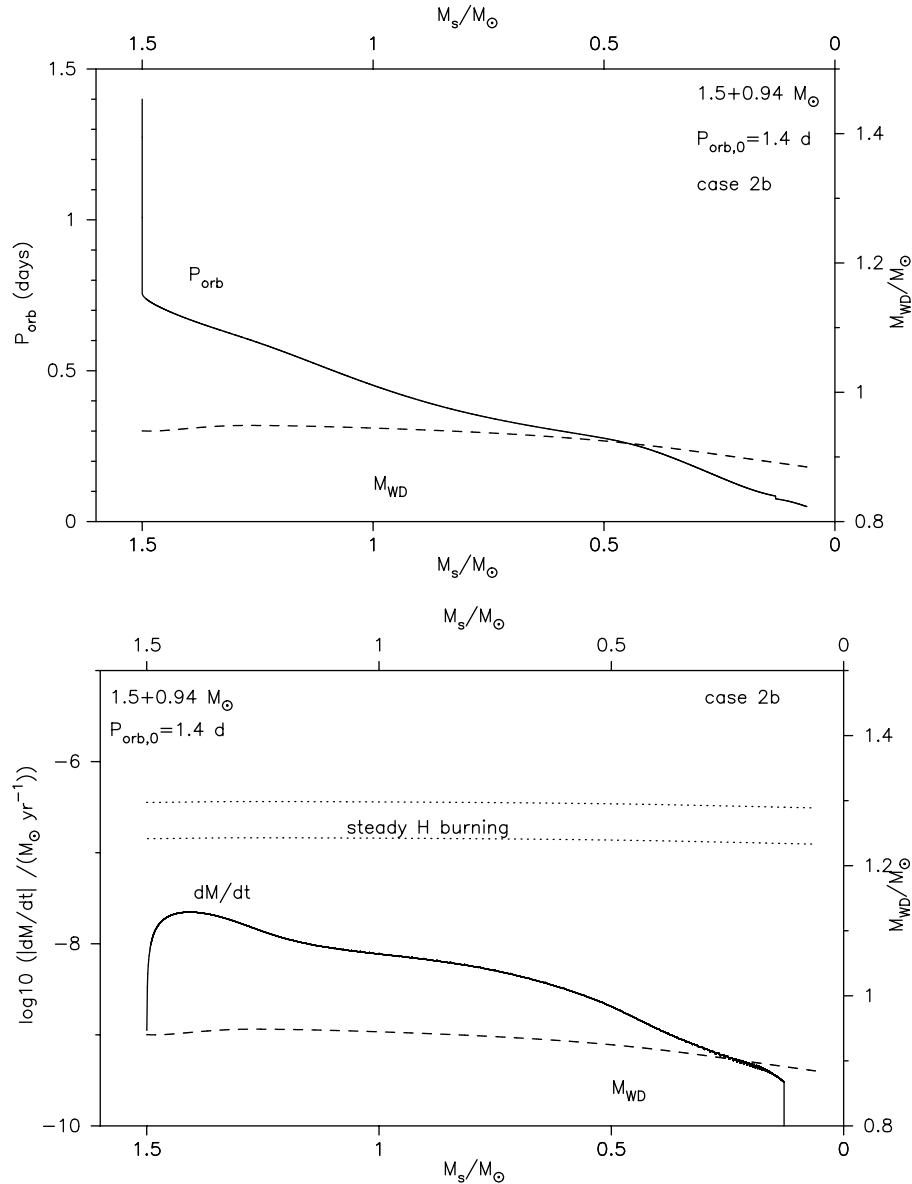 M_s/M_⊙
1.5 1 0.5 0
1.5
1
0.5
0
P_orb (days)
1.5+0.94 M_⊙
P_orb,0=1.4 d
case 2b
P_orb
M_WD
1.4
1.2
1
0.8
M_WD/M_⊙
1.5 1 0.5 0
M_s/M_⊙
M_s/M_⊙
1.5 1 0.5 0
1.5+0.94 M_⊙
P_orb,0=1.4 d
case 2b
−6
−8
−10
log10 (|dM/dt| /(M_⊙ yr⁻¹))
steady H burning
dM/dt
M_WD
1.4
1.2
1
0.8
M_WD/M_⊙
1.5 1 0.5 0
M_s/M_⊙